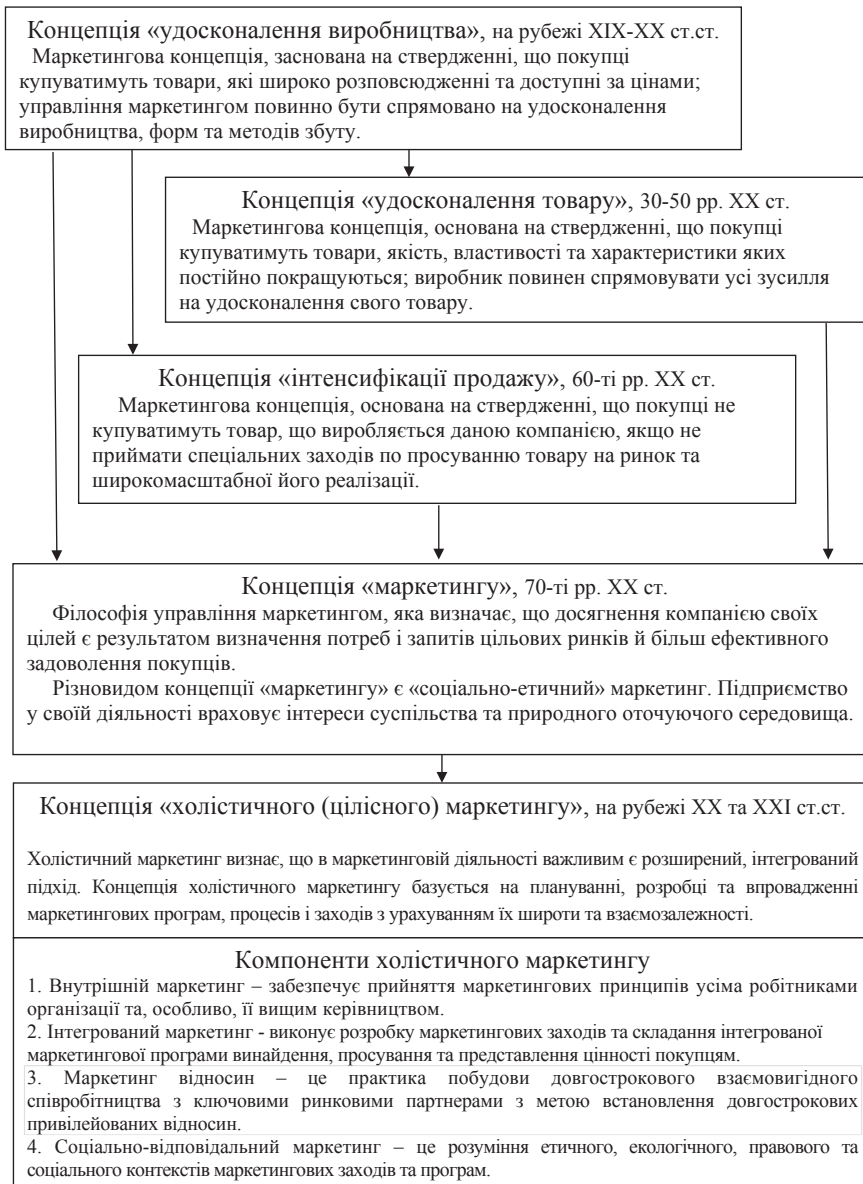 Концепція «удосконалення виробництва», на рубежі ХІХ-ХХ ст.ст.
Маркетингова концепція, заснована на ствердженні, що покупці
купуватимуть товари, які широко розповсюдженні та доступні за цінами;
управління маркетингом повинно бути спрямовано на удосконалення
виробництва, форм та методів збуту.
Концепція «удосконалення товару», 30-50 рр. ХХ ст.
Маркетингова концепція, основана на ствердженні, що покупці
купуватимуть товари, якість, властивості та характеристики яких
постійно покращуються; виробник повинен спрямовувати усі зусилля
на удосконалення свого товару.
Концепція «інтенсифікації продажу», 60-ті рр. ХХ ст.
Маркетингова концепція, основана на ствердженні, що покупці не
купуватимуть товар, що виробляється даною компанією, якщо не
приймати спеціальних заходів по просуванню товару на ринок та
широкомасштабної його реалізації.
Концепція «маркетингу», 70-ті рр. ХХ ст.
Філософія управління маркетингом, яка визначає, що досягнення компанією своїх
цілей є результатом визначення потреб і запитів цільових ринків й більш ефективного
задоволення покупців.
Різновидом концепції «маркетингу» є «соціально-етичний» маркетинг. Підприємство
у своїй діяльності враховує інтереси суспільства та природного оточуючого середовища.
Концепція «холістичного (цілісного) маркетингу», на рубежі ХХ та ХХІ ст.ст.
Холістичний маркетинг визнає, що в маркетинговій діяльності важливим є розширений, інтегрований
підхід. Концепція холістичного маркетингу базується на плануванні, розробці та впровадженні
маркетингових програм, процесів і заходів з урахуванням їх широти та взаємозалежності.
Компоненти холістичного маркетингу
1. Внутрішній маркетинг – забезпечує прийняття маркетингових принципів усіма робітниками
організації та, особливо, її вищим керівництвом.
2. Інтегрований маркетинг - виконує розробку маркетингових заходів та складання інтегрованої
маркетингової програми винайдення, просування та представлення цінності покупцям.
3. Маркетинг відносин – це практика побудови довгострокового взаємовигідного
співробітництва з ключовими ринковими партнерами з метою встановлення довгострокових
привілейованих відносин.
4. Соціально-відповідальний маркетинг – це розуміння етичного, екологічного, правового та
соціального контекстів маркетингових заходів та програм.